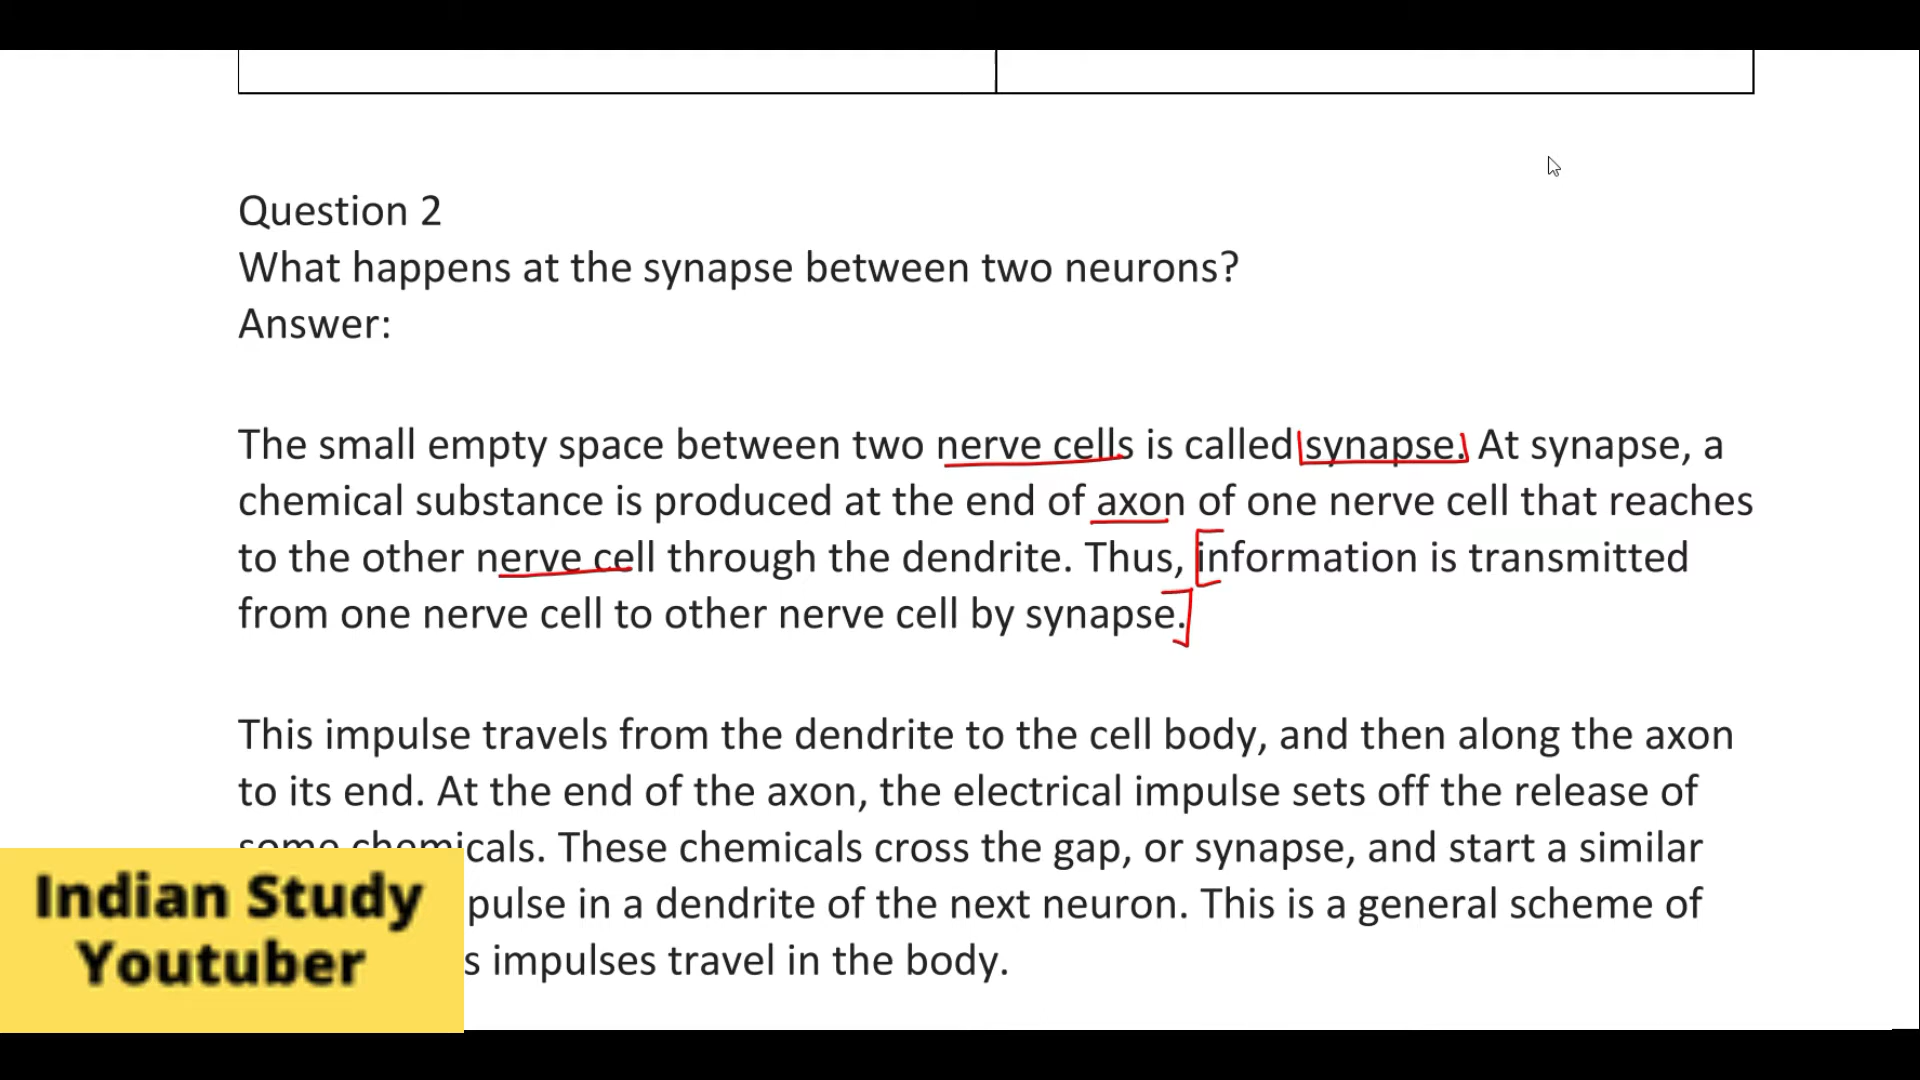 Question 2
What happens at the synapse between two neurons?
Answer:
The small empty space between two nerve cells is called synapse. At synapse, a
chemical substance is produced at the end of axon of one nerve cell that reaches
to the other nerve cell through the dendrite. Thus, information is transmitted
from one nerve cell to other nerve cell by synapse.
This impulse travels from the dendrite to the cell body, and then along the axon
to its end. At the end of the axon, the electrical impulse sets off the release of
some chemicals. These chemicals cross the gap, or synapse, and start a similar
pulse in a dendrite of the next neuron. This is a general scheme of
s impulses travel in the body.
Indian Study
Youtuber